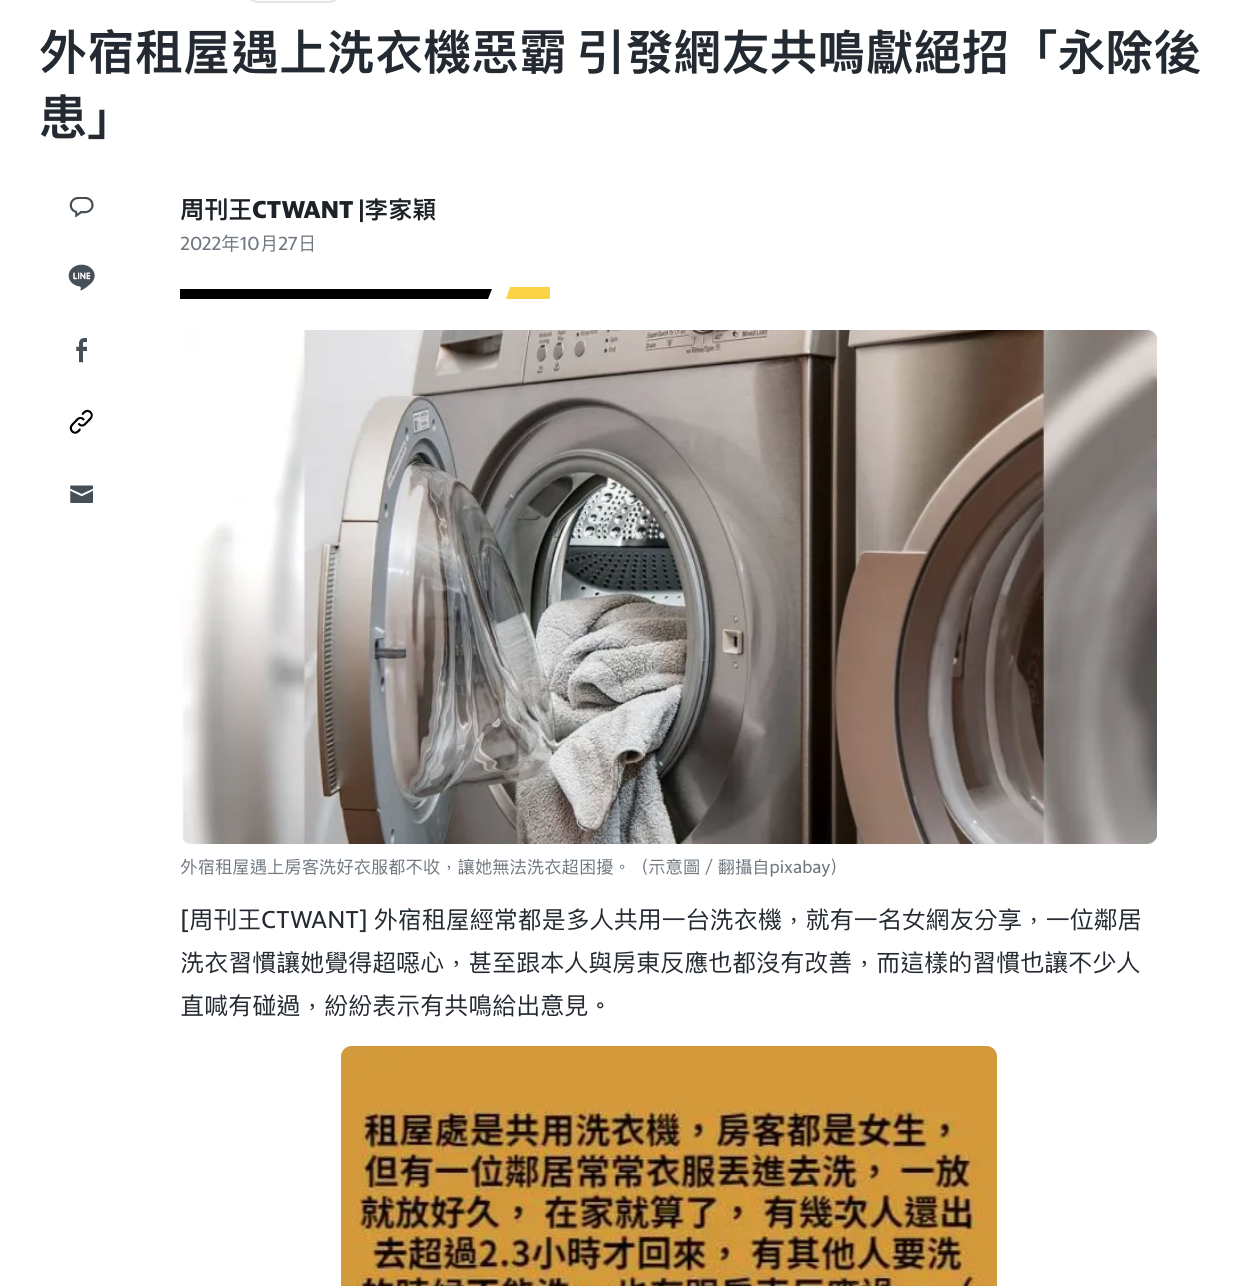 外宿租屋遇上洗衣機惡霸 引發網友共鳴獻絕招「永除後
患」
周刊王CTWANT |李家穎
2022年10月27日
LINE
外宿租屋遇上房客洗好衣服都不收，讓她無法洗衣超困擾。（示意圖 / 翻攝自pixabay）
[周刊王CTWANT] 外宿租屋經常都是多人共用一台洗衣機，就有一名女網友分享，一位鄰居
洗衣習慣讓她覺得超噁心，甚至跟本人與房東反應也都沒有改善，而這樣的習慣也讓不少人
直喊有碰過，紛紛表示有共鳴給出意見。
租屋處是共用洗衣機，房客都是女生，
但有一位鄰居常常衣服丟進去洗， 一放
就放好久， 在家就算了， 有幾次人還出
去超過2.3小時才回來， 有其他人要洗